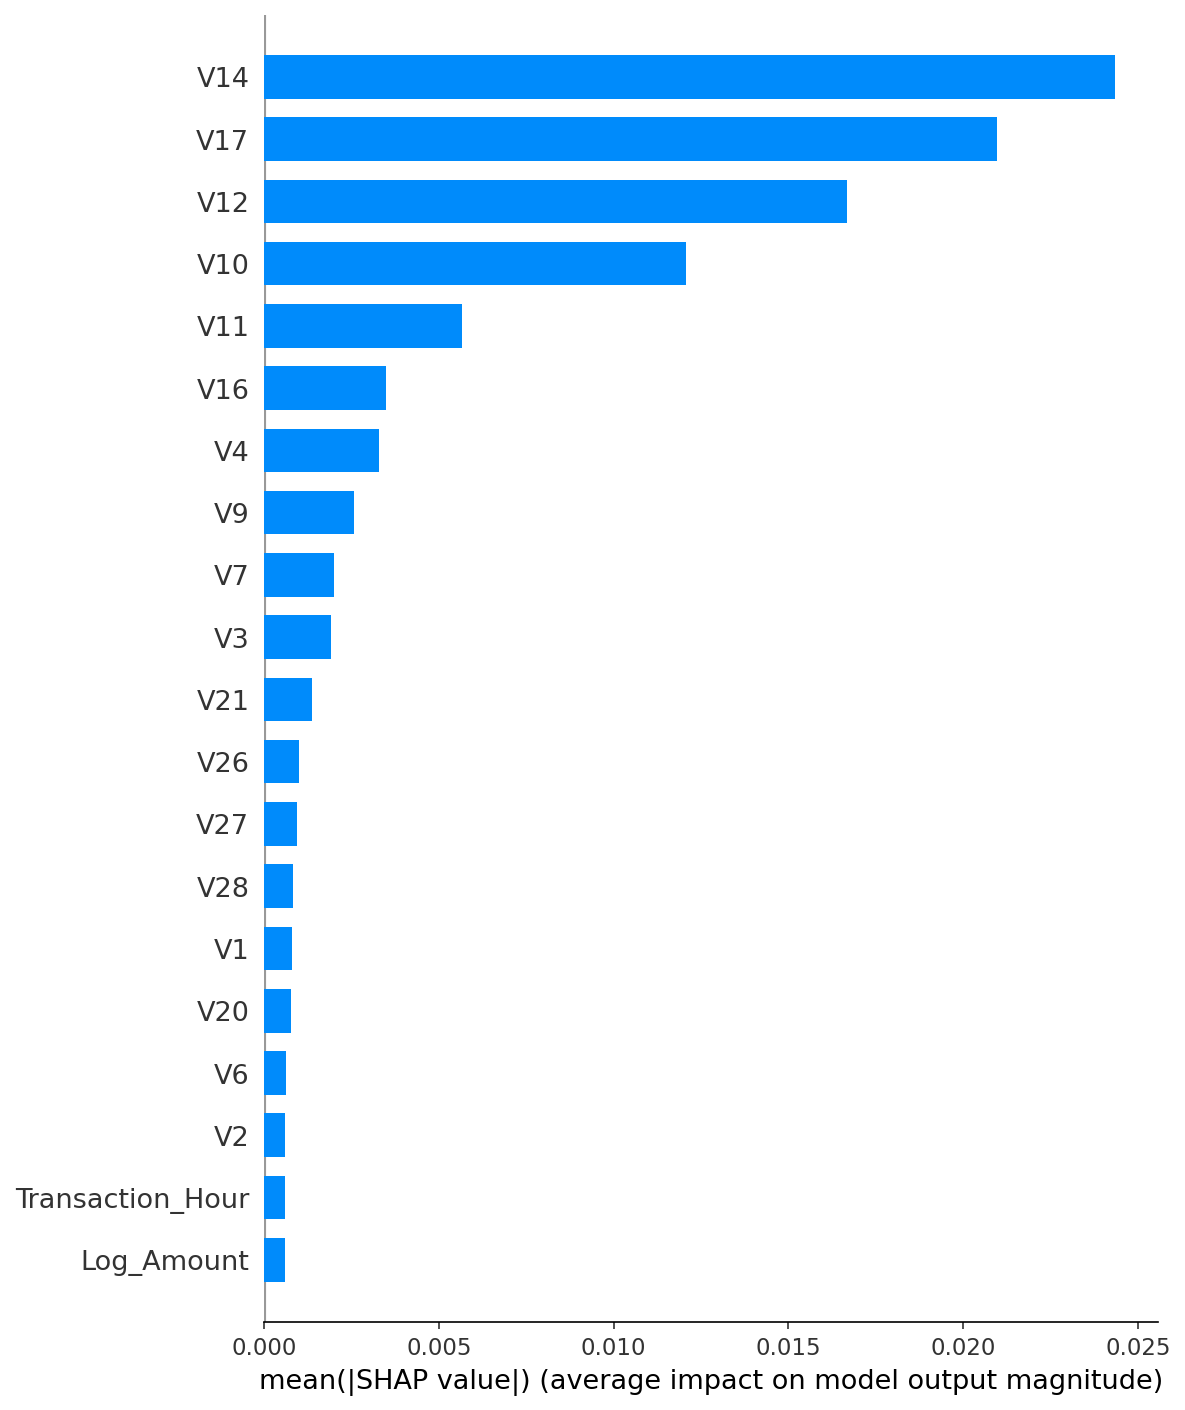 V14
V17
V12
V10
V11
V16
V4
V9
V7
V3
V21
V26
V27
V28
V1
V20
V6
V2
Transaction_Hour
Log_Amount
0.000 0.005 0.010 0.015 0.020 0.025
mean(|SHAP value|) (average impact on model output magnitude)